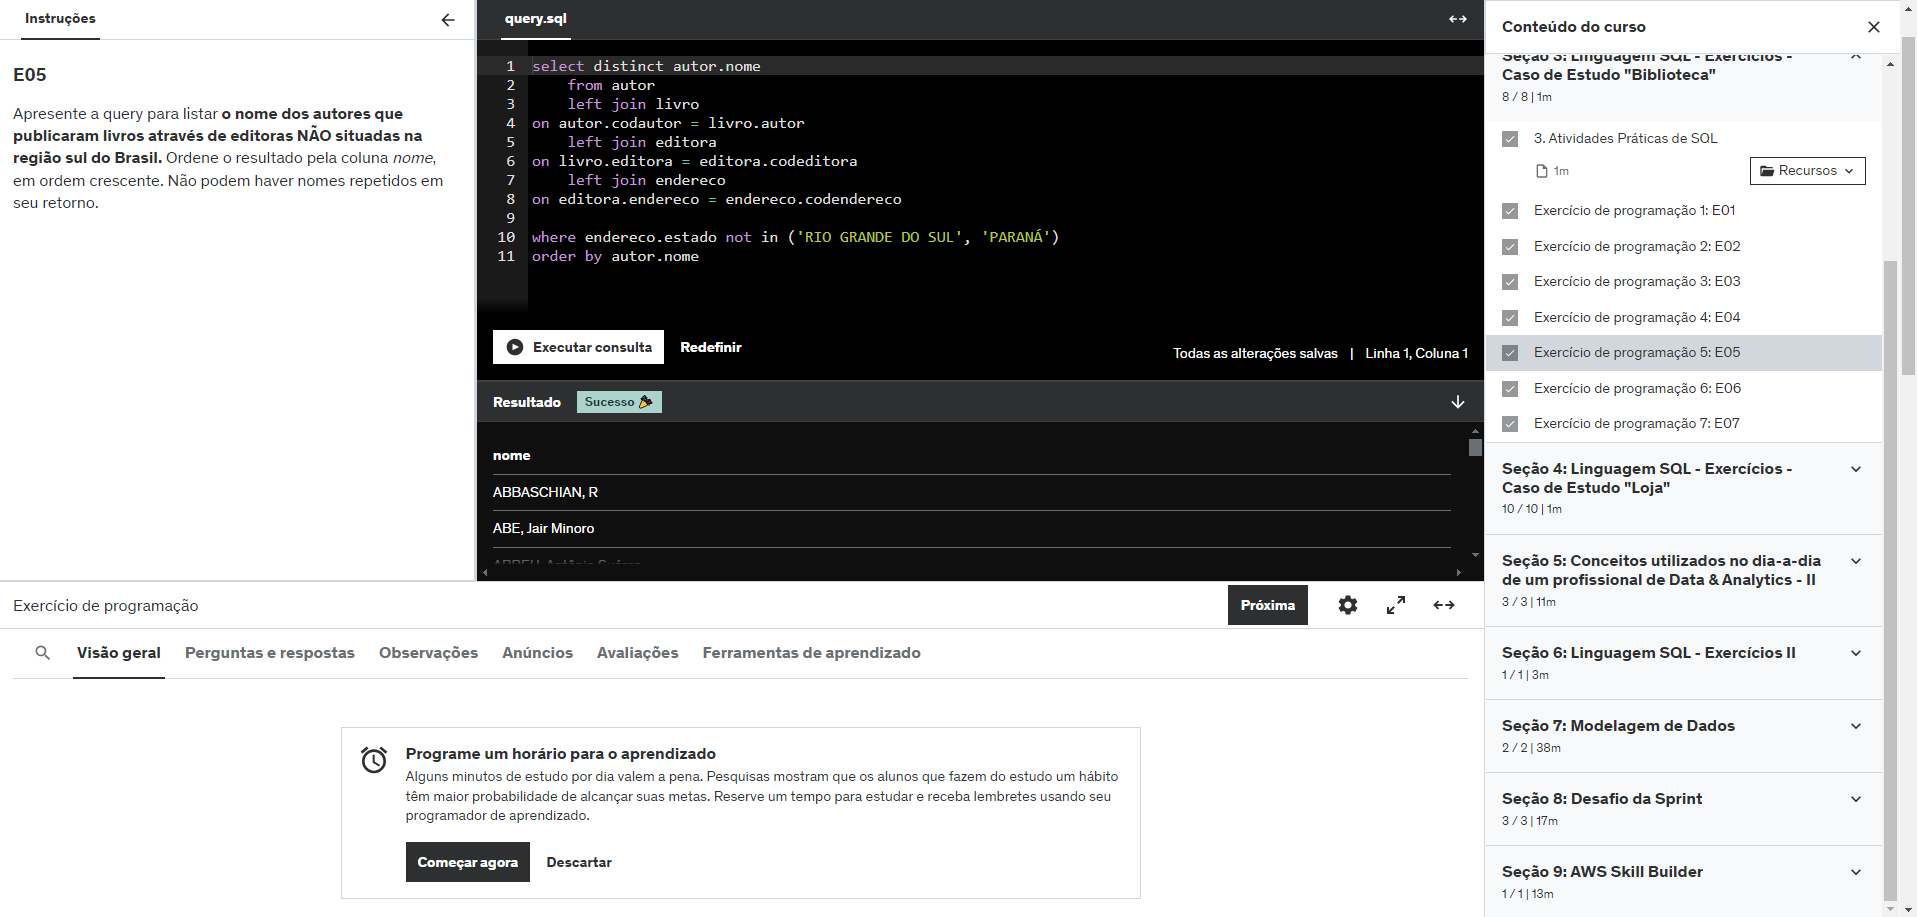 Instruções
E05
Apresente a query para listar o nome dos autores que
publicaram livros através de editoras NÃO situadas na
região sul do Brasil. Ordene o resultado pela coluna nome,
em ordem crescente. Não podem haver nomes repetidos em
seu retorno.
query.sql
1 select distinct autor.nome
2 from autor
3 left join livro
4 on autor.codautor = livro.autor
5 left join editora
6 on livro.editora = editora.codeditora
7 left join endereco
8 on editora.endereco = endereco.codendereco
9
10 where endereco.estado not in ('RIO GRANDE DO SUL', 'PARANÁ')
11 order by autor.nome
Executar consulta
Redefinir
Todas as alterações salvas | Linha 1, Coluna 1
Resultado
Sucesso
nome
ABBASCHIAN, R
ABE, Jair Minoro
ABREU, Antônio Suárez
Exercício de programação
Próxima
Visão geral
Perguntas e respostas
Observações
Anúncios
Avaliações
Ferramentas de aprendizado
Programe um horário para o aprendizado
Alguns minutos de estudo por dia valem a pena. Pesquisas mostram que os alunos que fazem do estudo um hábito
têm maior probabilidade de alcançar suas metas. Reserve um tempo para estudar e receba lembretes usando seu
programador de aprendizado.
Começar agora
Descartar
Conteúdo do curso
Seção 3: Linguagem SQL - Exercícios -
Caso de Estudo "Biblioteca"
8 / 8 | 1m
3. Atividades Práticas de SQL
1m
Recursos
Exercício de programação 1: E01
Exercício de programação 2: E02
Exercício de programação 3: E03
Exercício de programação 4: E04
Exercício de programação 5: E05
Exercício de programação 6: E06
Exercício de programação 7: E07
Seção 4: Linguagem SQL - Exercícios -
Caso de Estudo "Loja"
10 / 10 | 1m
Seção 5: Conceitos utilizados no dia-a-dia
de um profissional de Data & Analytics - II
3 / 3 | 11m
Seção 6: Linguagem SQL - Exercícios II
1 / 1 | 3m
Seção 7: Modelagem de Dados
2 / 2 | 38m
Seção 8: Desafio da Sprint
3 / 3 | 17m
Seção 9: AWS Skill Builder
1 / 1 | 13m